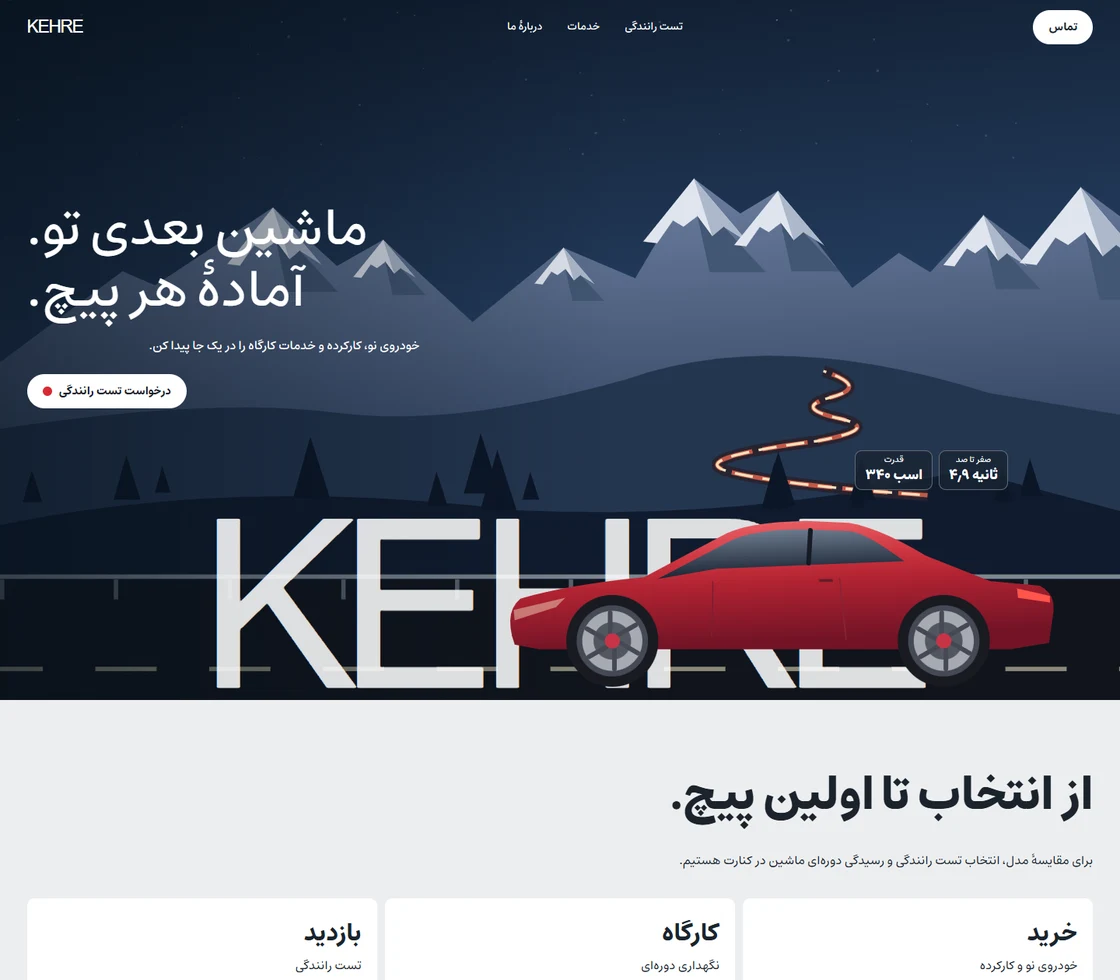 KEHRE
تست رانندگی
خدمات
دربارهٔ ما
تماس
ماشین بعدی تو.
آمادهٔ هر پیچ.
خودروی نو، کارکرده و خدمات کارگاه را در یک جا پیدا کن.
درخواست تست رانندگی
صفر تا صد
۴٫۹ ثانیه
قدرت
۳۴۰ اسب
KEHRE
از انتخاب تا اولین پیچ.
برای مقایسهٔ مدل، انتخاب تست رانندگی و رسیدگی دوره‌ای ماشین در کنارت هستیم.
خرید
خودروی نو و کارکرده
کارگاه
نگهداری دوره‌ای
بازدید
تست رانندگی